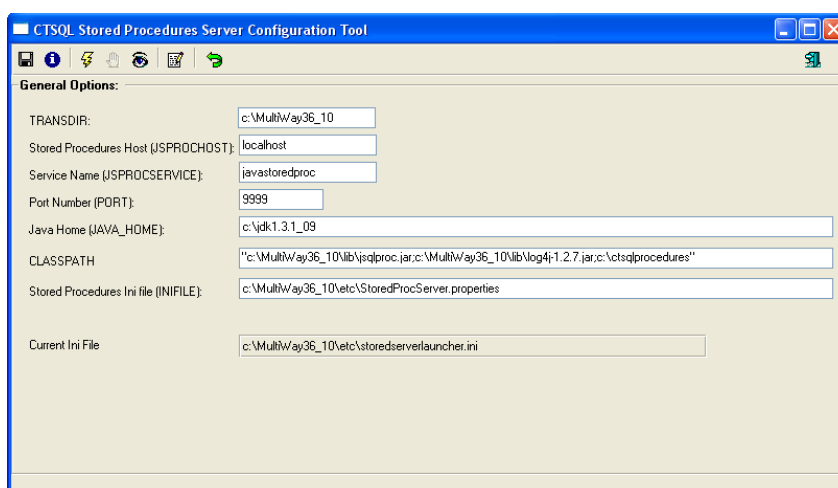 CTSQL Stored Procedures Server Configuration Tool
General Options:
TRANSDIR: c:\MultiWay36_10
Stored Procedures Host (JSPROCHOST): localhost
Service Name (JSPROCSERVICE): javastoredproc
Port Number (PORT): 9999
Java Home (JAVA_HOME): c:\jdk1.3.1_09
CLASSPATH "c:\MultiWay36_10\lib\jsqlproc.jar;c:\MultiWay36_10\lib\log4j-1.2.7.jar;c:\ctsqlprocedures"
Stored Procedures Ini file (INIFILE): c:\MultiWay36_10\etc\StoredProcServer.properties
Current Ini File c:\MultiWay36_10\etc\storedserverlauncher.ini